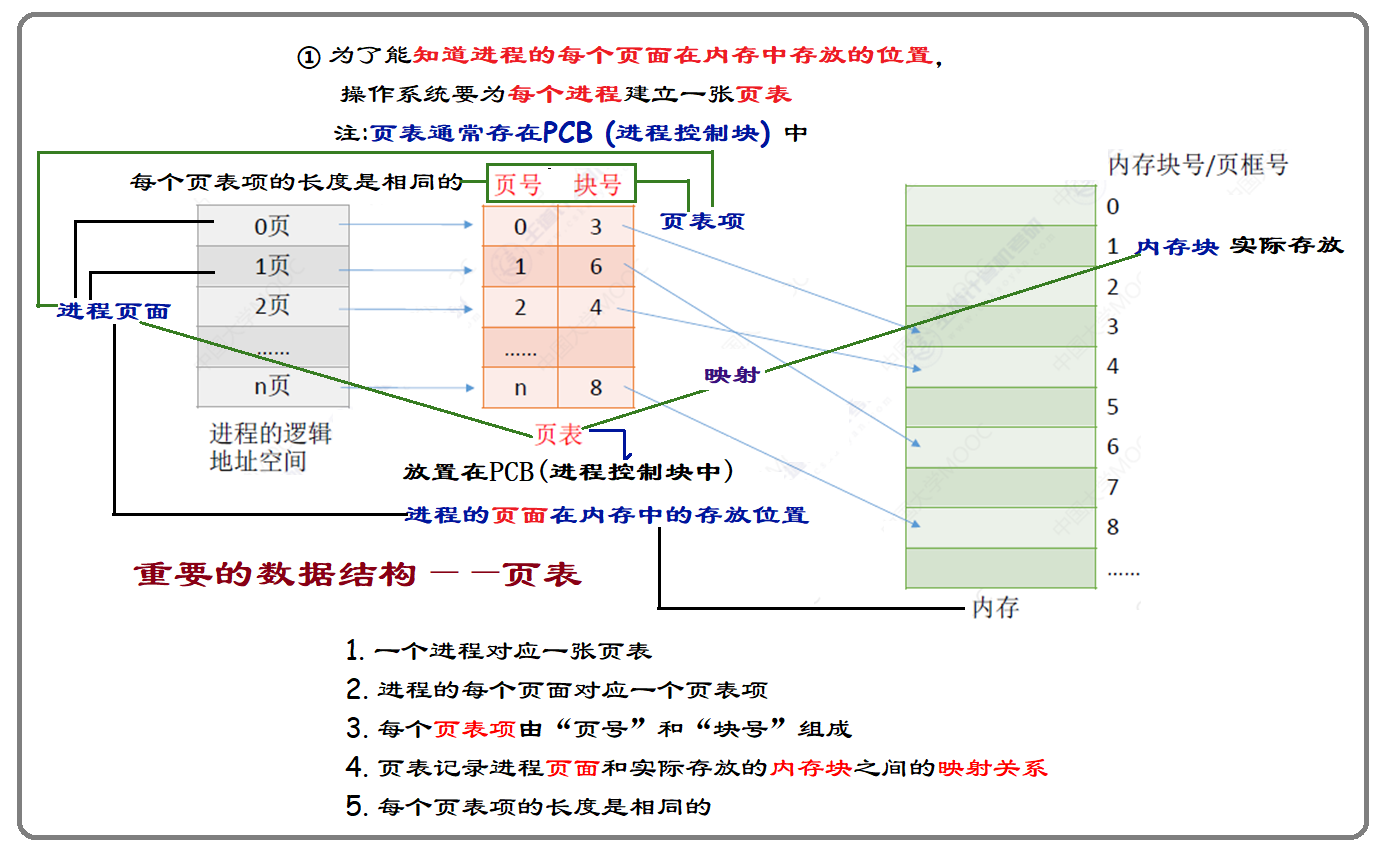 ① 为了能知道进程的每个页面在内存中存放的位置,
操作系统要为每个进程建立一张页表
注:页表通常存在PCB (进程控制块) 中
每个页表项的长度是相同的
页号 块号
页表项
内存块号/页框号
0页
0 3
0
1页
1 6
1
内存块 实际存放
2页
2 4
2
进程页面
3
……
……
映射
4
n页
n 8
5
进程的逻辑
地址空间
页表
6
放置在PCB(进程控制块中)
7
进程的页面在内存中的存放位置
8
……
重要的数据结构 — —页表
内存
1. 一个进程对应一张页表
2. 进程的每个页面对应一个页表项
3. 每个页表项由“页号”和“块号”组成
4. 页表记录进程页面和实际存放的内存块之间的映射关系
5. 每个页表项的长度是相同的